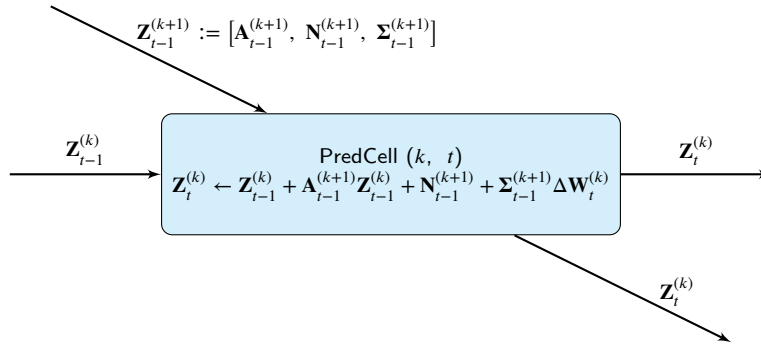 𝐙_{t−1}^{(k+1)} := [𝐀_{t−1}^{(k+1)}, 𝐍_{t−1}^{(k+1)}, 𝚺_{t−1}^{(k+1)}]
𝐙_{t−1}^{(k)}
PredCell (k, t)
𝐙_t^{(k)} ← 𝐙_{t−1}^{(k)} + 𝐀_{t−1}^{(k+1)}𝐙_{t−1}^{(k)} + 𝐍_{t−1}^{(k+1)} + 𝚺_{t−1}^{(k+1)}Δ𝐖_t^{(k)}
𝐙_t^{(k)}
𝐙_t^{(k)}